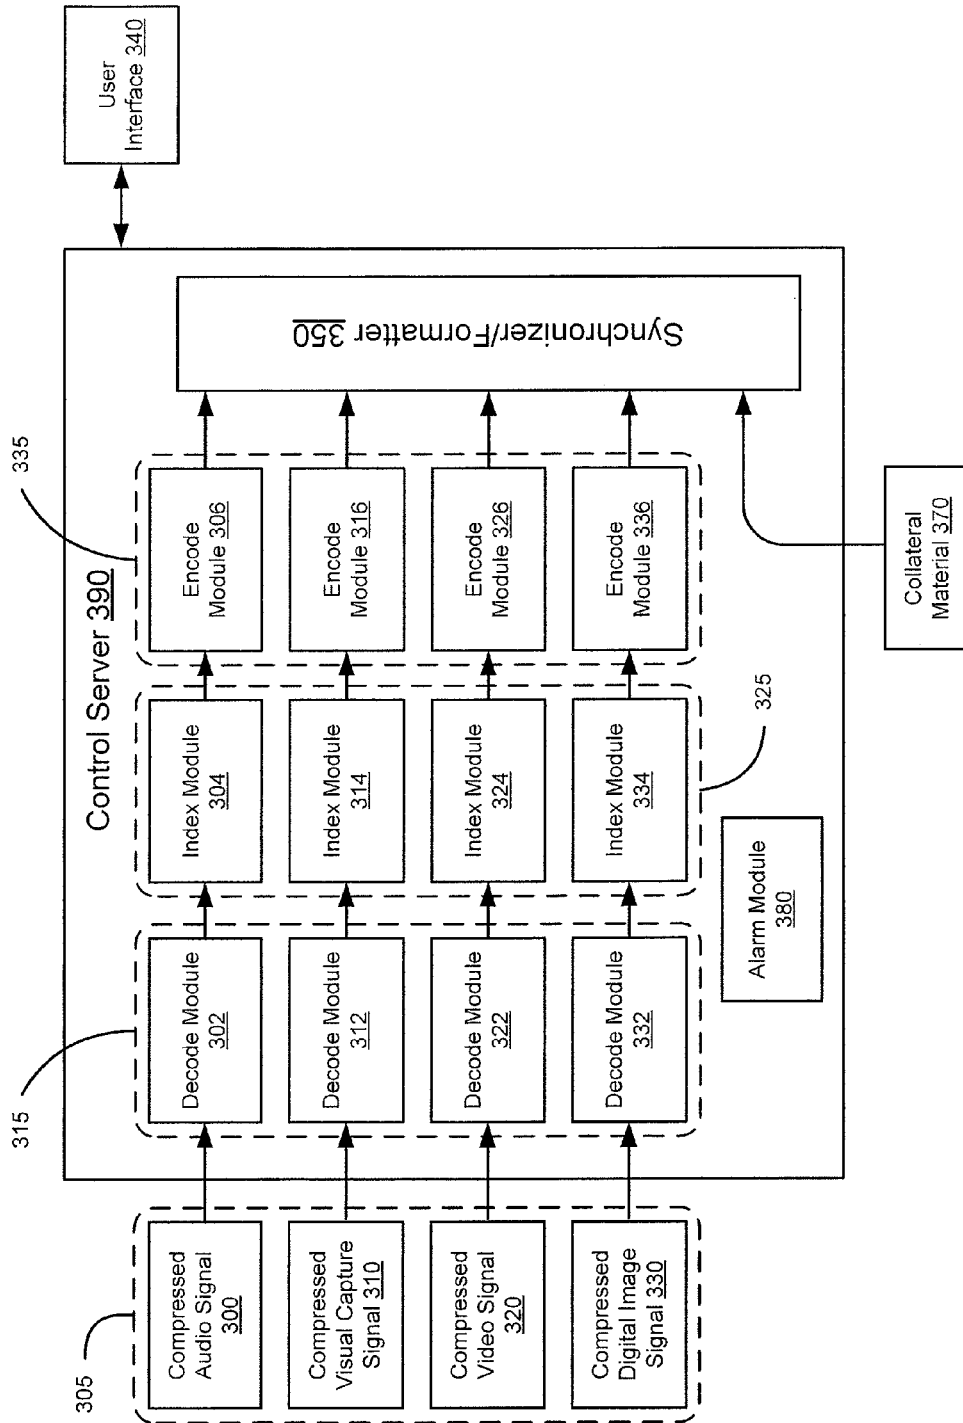 305
Compressed
Audio Signal
300
Compressed
Visual Capture
Signal 310
Compressed
Video Signal
320
Compressed
Digital Image
Signal 330
315
Decode Module
302
Decode Module
312
Decode Module
322
Decode Module
332
Control Server 390
Index Module
304
Index Module
314
Index Module
324
Index Module
334
325
335
Encode
Module 306
Encode
Module 316
Encode
Module 326
Encode
Module 336
Synchronizer/Formatter 350
Alarm Module
380
Collateral
Material 370
User
Interface 340